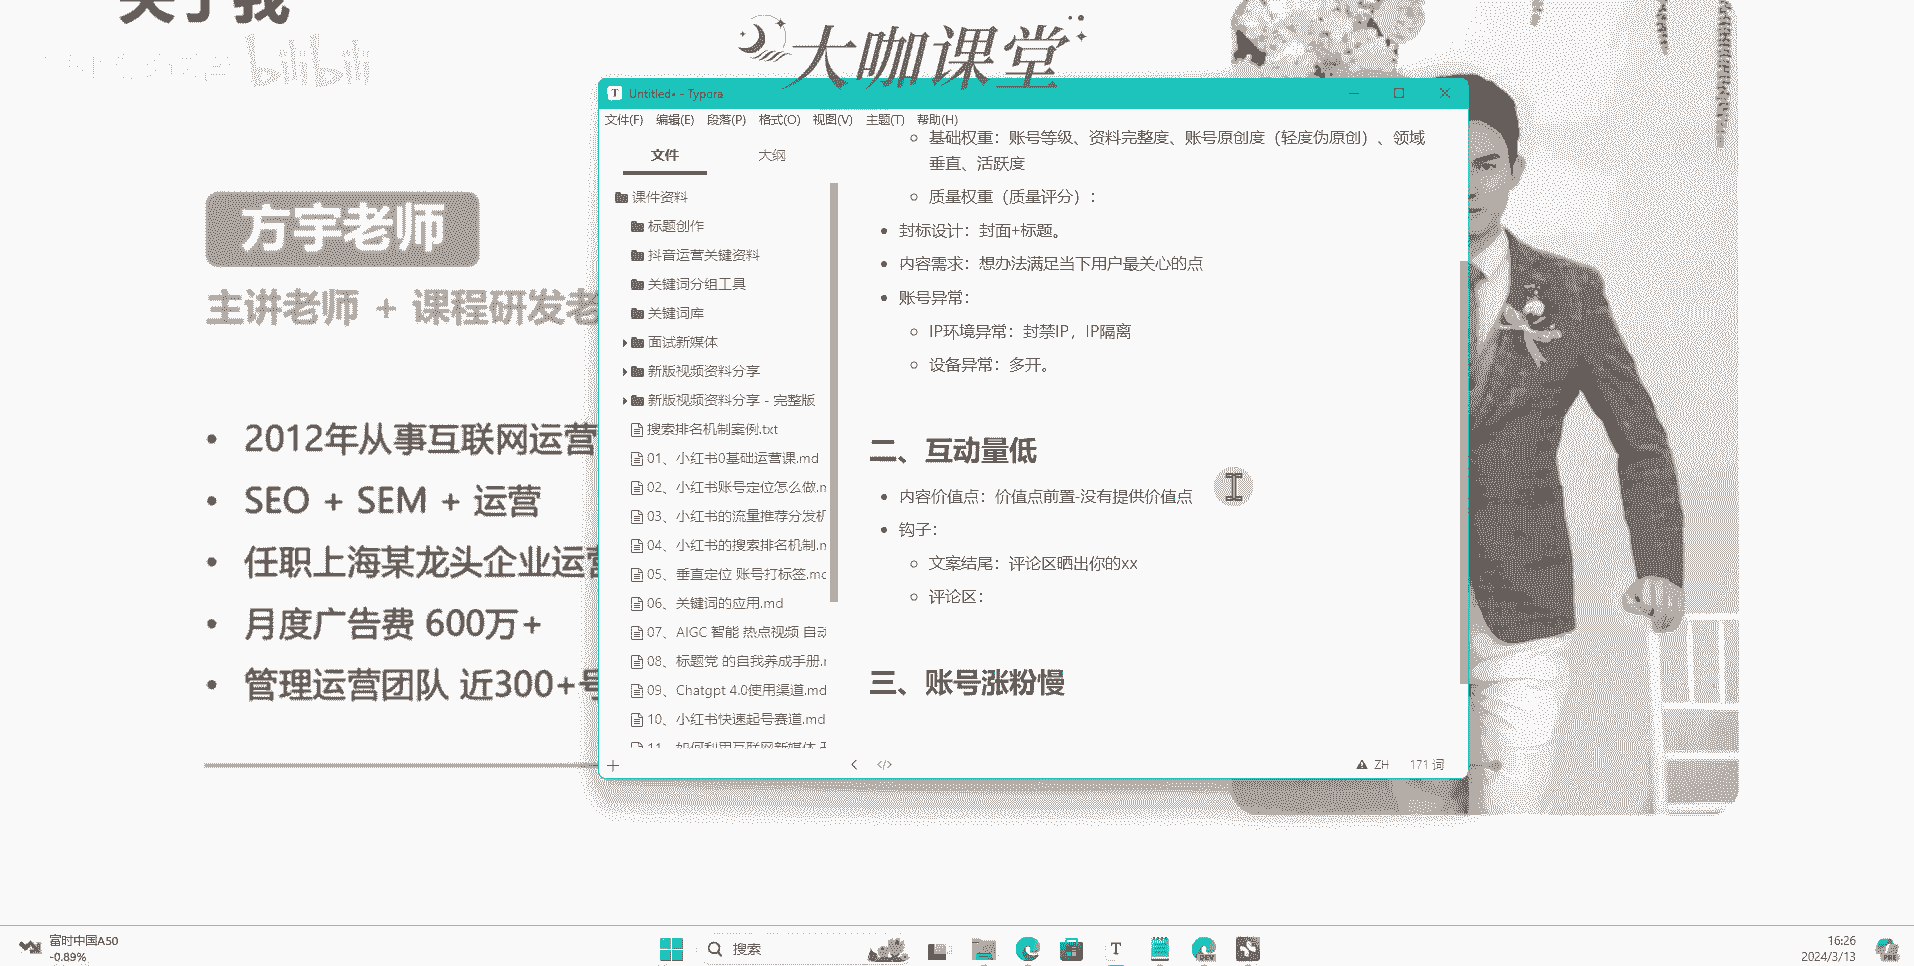 关于我
bilibili
大咖课堂
方宇老师
主讲老师 + 课程研发老
2012年从事互联网运营
SEO + SEM + 运营
任职上海某龙头企业运营
月度广告费 600万+
管理运营团队 近300+号
Untitled• - Typora
文件(F) 编辑(E) 段落(P) 格式(O) 视图(V) 主题(T) 帮助(H)
文件 大纲
课件资料
标题创作
抖音运营关键资料
关键词分组工具
关键词库
面试新媒体
新版视频资料分享
新版视频资料分享 - 完整版
搜索排名机制案例.txt
01、小红书0基础运营课.md
02、小红书账号定位怎么做.m
03、小红书的流量推荐分发机
04、小红书的搜索排名机制.m
05、垂直定位 账号打标签.md
06、关键词的应用.md
07、AIGC 智能 热点视频 自动
08、标题党 的自我养成手册.m
09、Chatgpt 4.0使用渠道.md
10、小红书快速起号赛道.md
11、如何利用互联网新媒体
基础权重：账号等级、资料完整度、账号原创度（轻度伪原创）、领域
垂直、活跃度
质量权重（质量评分）：
封标设计：封面+标题。
内容需求：想办法满足当下用户最关心的点
账号异常：
IP环境异常：封禁IP，IP隔离
设备异常：多开。
二、互动量低
内容价值点：价值点前置-没有提供价值点
钩子：
文案结尾：评论区晒出你的xx
评论区：
三、账号涨粉慢
ZH 171 词
富时中国A50
-0.89%
搜索
16:26
2024/3/13